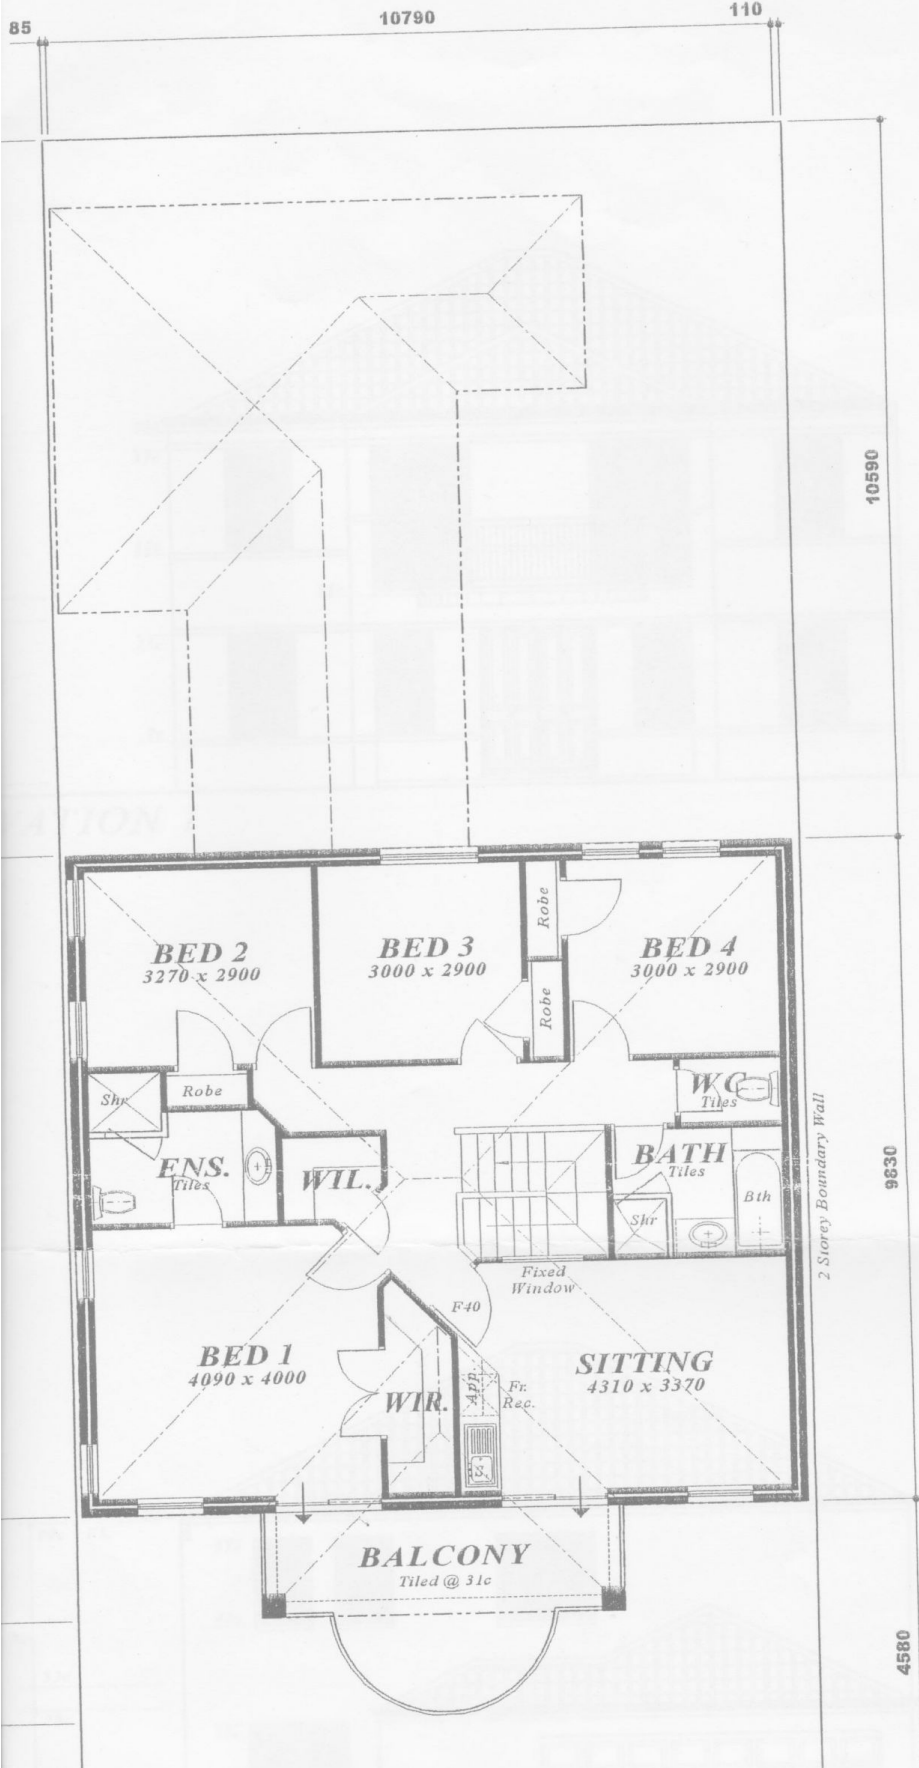 85
10790
110
10590
ATION
BED 2
3270 x 2900
BED 3
3000 x 2900
Robe
BED 4
3000 x 2900
Robe
Shr
Robe
WC
Tiles
ENS.
Tiles
WIL.
BATH
Tiles
Bth
Shr
2 Storey Boundary Wall
9830
Fixed
Window
F40
BED 1
4090 x 4000
WIR.
App.
Fr.
Rec.
SITTING
4310 x 3370
BALCONY
Tiled @ 31c
4580